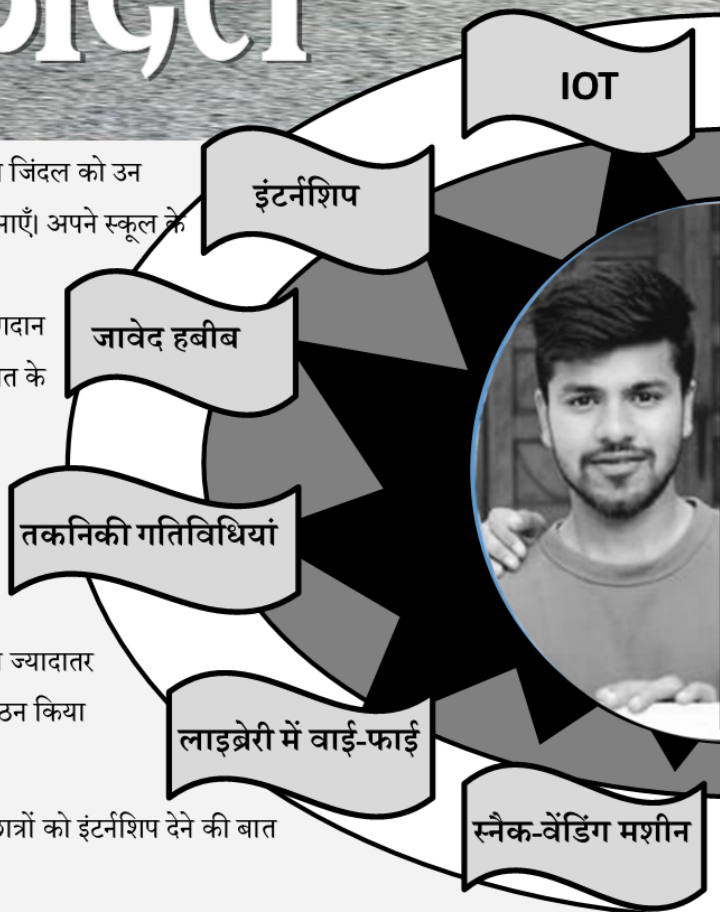 IOT
जिंदल को उन
इंटर्नशिप
अपने स्कूल के
जावेद हबीब
त के
तकनिकी गतिविधियां
ज्यादातर
ठन किया
लाइब्रेरी में वाई-फाई
स्नैक-वेंडिंग मशीन
छात्रों को इंटर्नशिप देने की बात